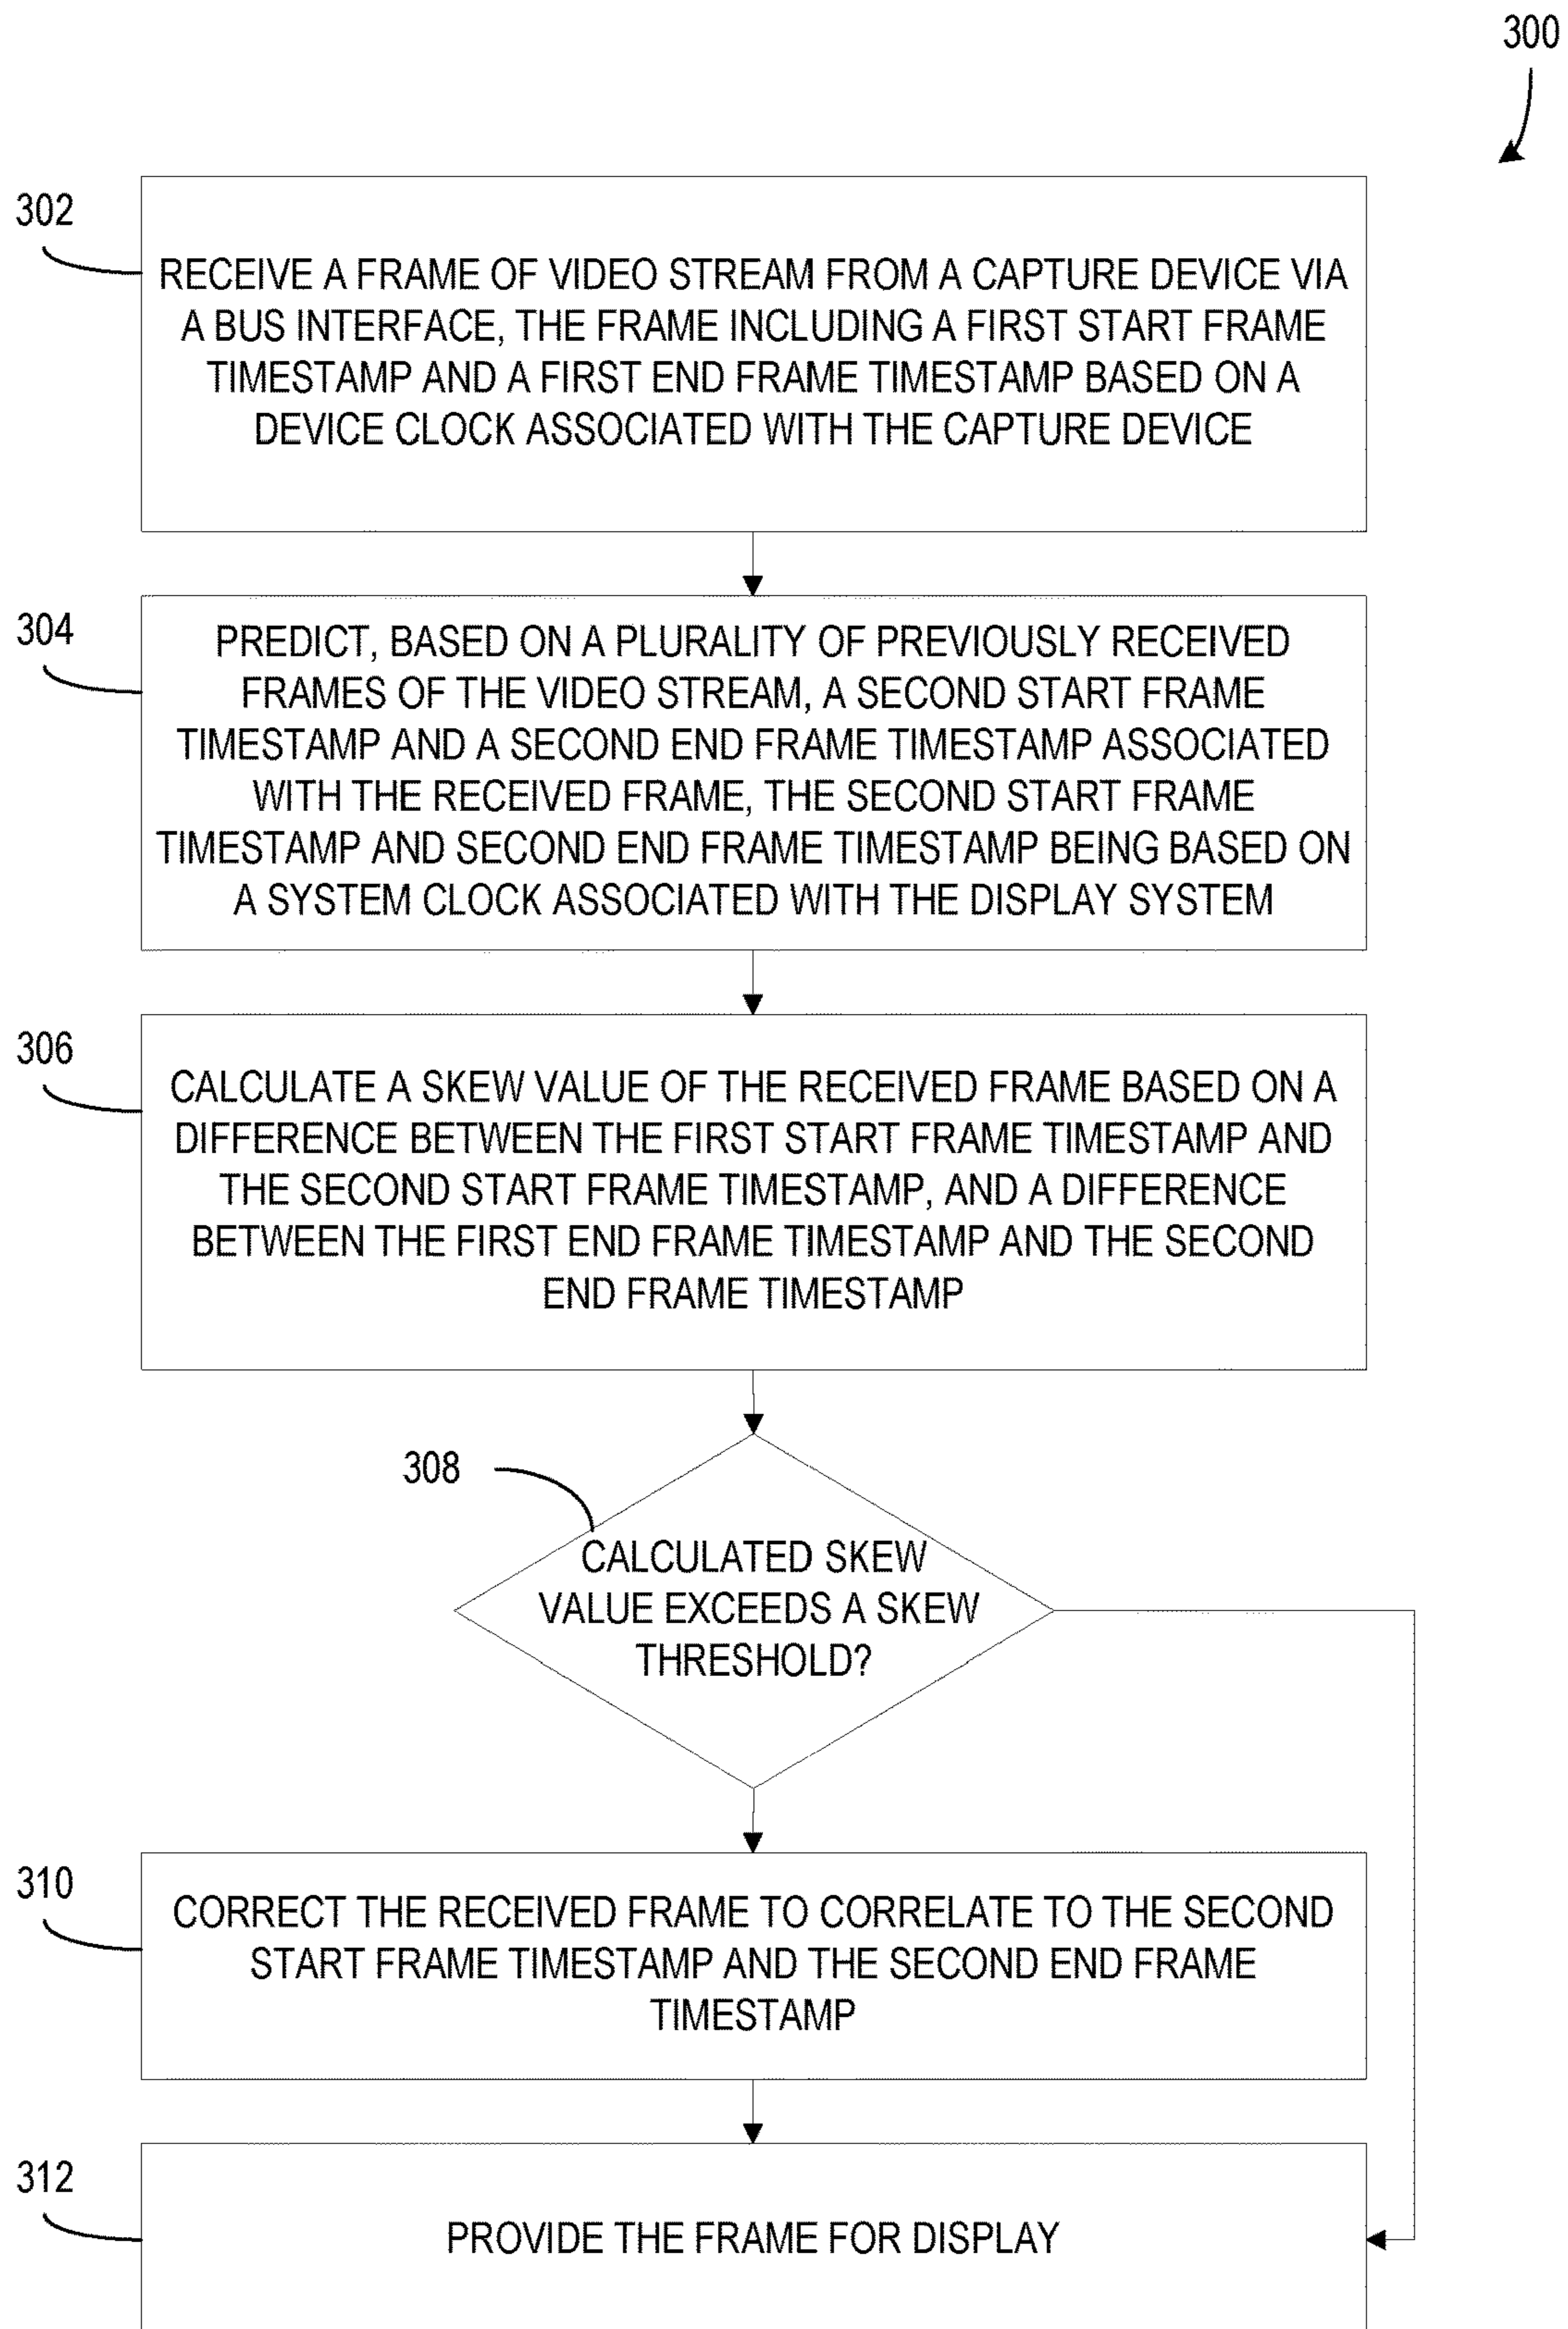 300
302
RECEIVE A FRAME OF VIDEO STREAM FROM A CAPTURE DEVICE VIA
A BUS INTERFACE, THE FRAME INCLUDING A FIRST START FRAME
TIMESTAMP AND A FIRST END FRAME TIMESTAMP BASED ON A
DEVICE CLOCK ASSOCIATED WITH THE CAPTURE DEVICE
304
PREDICT, BASED ON A PLURALITY OF PREVIOUSLY RECEIVED
FRAMES OF THE VIDEO STREAM, A SECOND START FRAME
TIMESTAMP AND A SECOND END FRAME TIMESTAMP ASSOCIATED
WITH THE RECEIVED FRAME, THE SECOND START FRAME
TIMESTAMP AND SECOND END FRAME TIMESTAMP BEING BASED ON
A SYSTEM CLOCK ASSOCIATED WITH THE DISPLAY SYSTEM
306
CALCULATE A SKEW VALUE OF THE RECEIVED FRAME BASED ON A
DIFFERENCE BETWEEN THE FIRST START FRAME TIMESTAMP AND
THE SECOND START FRAME TIMESTAMP, AND A DIFFERENCE
BETWEEN THE FIRST END FRAME TIMESTAMP AND THE SECOND
END FRAME TIMESTAMP
308
CALCULATED SKEW
VALUE EXCEEDS A SKEW
THRESHOLD?
310
CORRECT THE RECEIVED FRAME TO CORRELATE TO THE SECOND
START FRAME TIMESTAMP AND THE SECOND END FRAME
TIMESTAMP
312
PROVIDE THE FRAME FOR DISPLAY